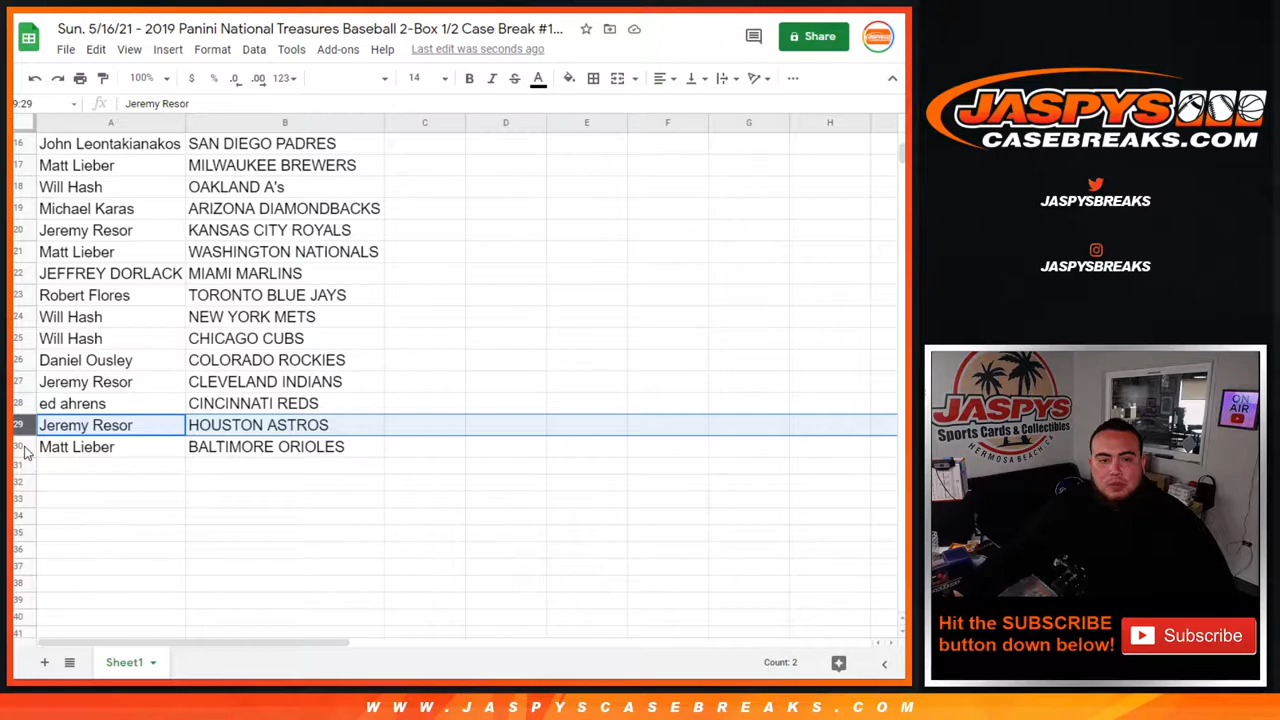 Sun. 5/16/21 - 2019 Panini National Treasures Baseball 2-Box 1/2 Case Break #1...
File Edit View Insert Format Data Tools Add-ons Help Last edit was seconds ago
Share
100% $ % .0 .00 123 14 B I S A
9:29 fx Jeremy Resor
A B C D E F G H
16 John Leontakianakos SAN DIEGO PADRES
17 Matt Lieber MILWAUKEE BREWERS
18 Will Hash OAKLAND A's
19 Michael Karas ARIZONA DIAMONDBACKS
20 Jeremy Resor KANSAS CITY ROYALS
21 Matt Lieber WASHINGTON NATIONALS
22 JEFFREY DORLACK MIAMI MARLINS
23 Robert Flores TORONTO BLUE JAYS
24 Will Hash NEW YORK METS
25 Will Hash CHICAGO CUBS
26 Daniel Ousley COLORADO ROCKIES
27 Jeremy Resor CLEVELAND INDIANS
28 ed ahrens CINCINNATI REDS
29 Jeremy Resor HOUSTON ASTROS
30 Matt Lieber BALTIMORE ORIOLES
31
32
33
34
35
36
37
38
39
40
41
Sheet1 Count: 2
JASPYS
CASEBREAKS.COM
JASPYSBREAKS
JASPYSBREAKS
JASPYS
Sports Cards & Collectibles
HERMOSA BEACH CA
ON AIR
Hit the SUBSCRIBE
button down below!
Subscribe
WWW.JASPYSCASEBREAKS.COM